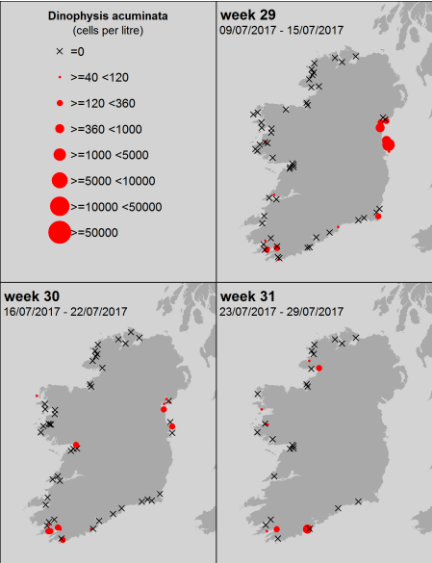 Dinophysis acuminata
(cells per litre)
=0
>=40 <120
>=120 <360
>=360 <1000
>=1000 <5000
>=5000 <10000
>=10000 <50000
>=50000
week 29
09/07/2017 - 15/07/2017
week 30
16/07/2017 - 22/07/2017
week 31
23/07/2017 - 29/07/2017